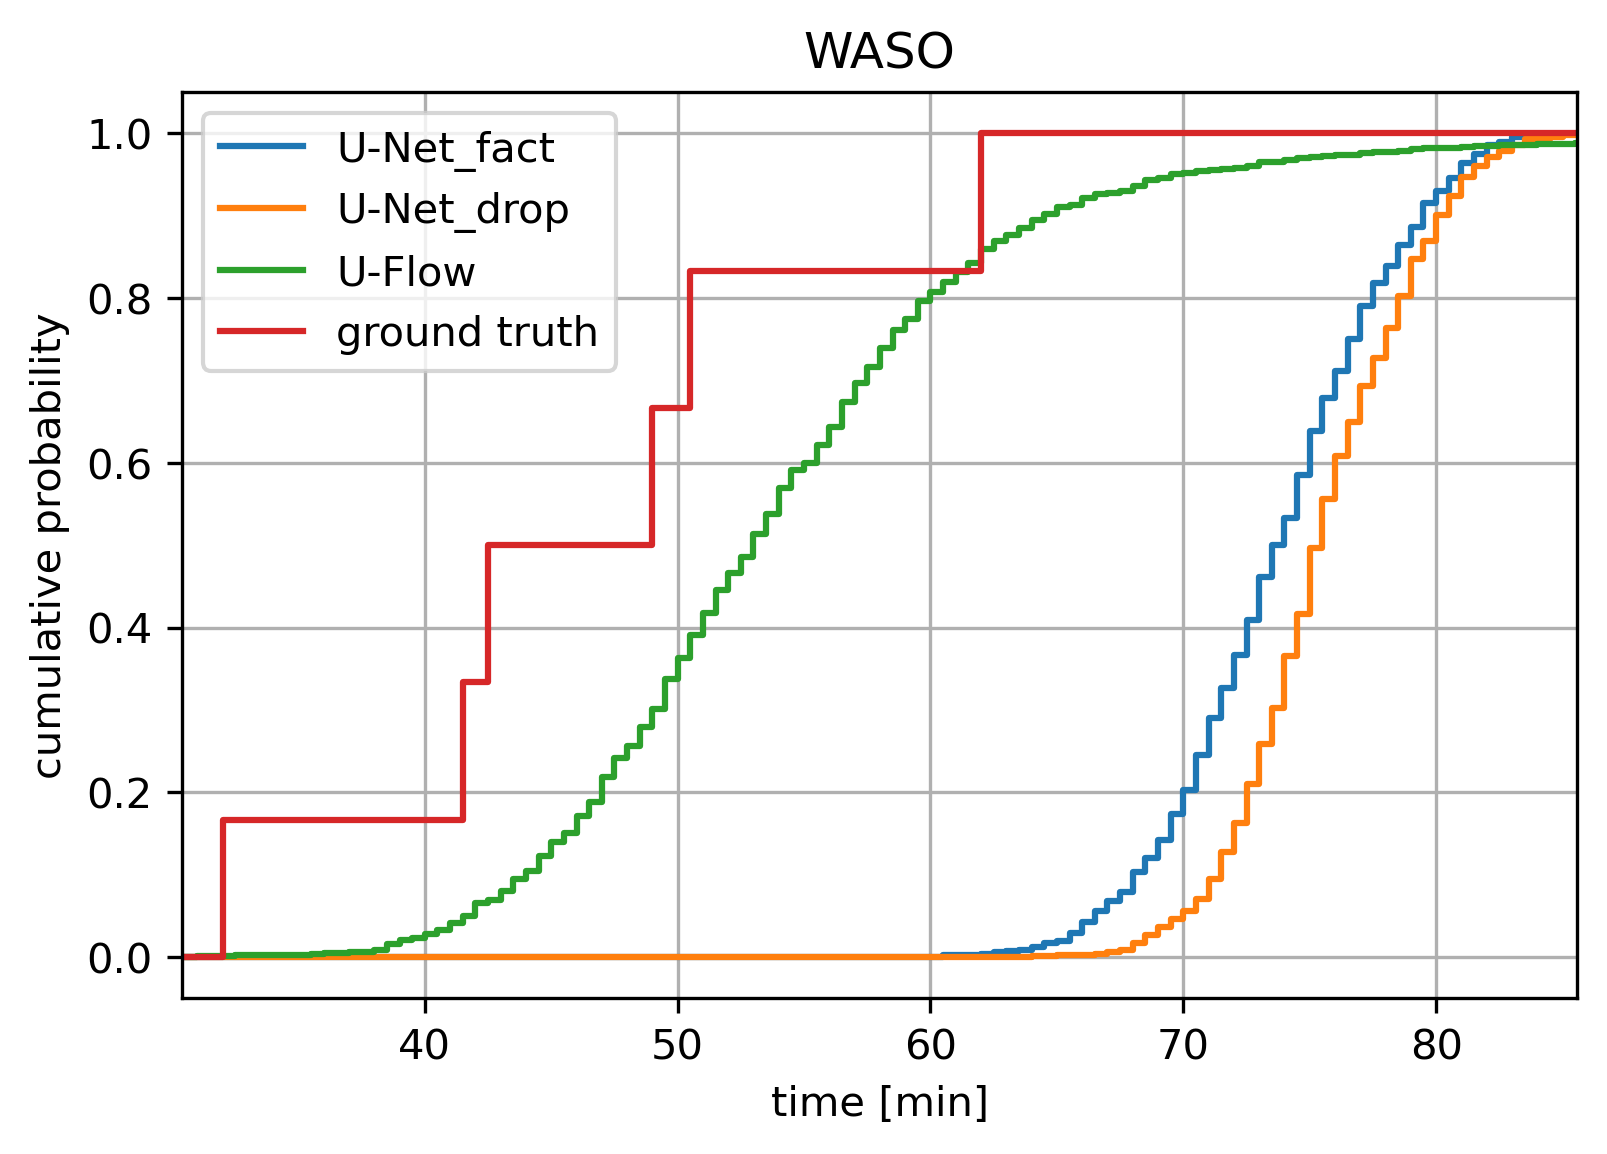 WASO
U-Net_fact
U-Net_drop
U-Flow
ground truth
cumulative probability
1.0
0.8
0.6
0.4
0.2
0.0
40 50 60 70 80
time [min]